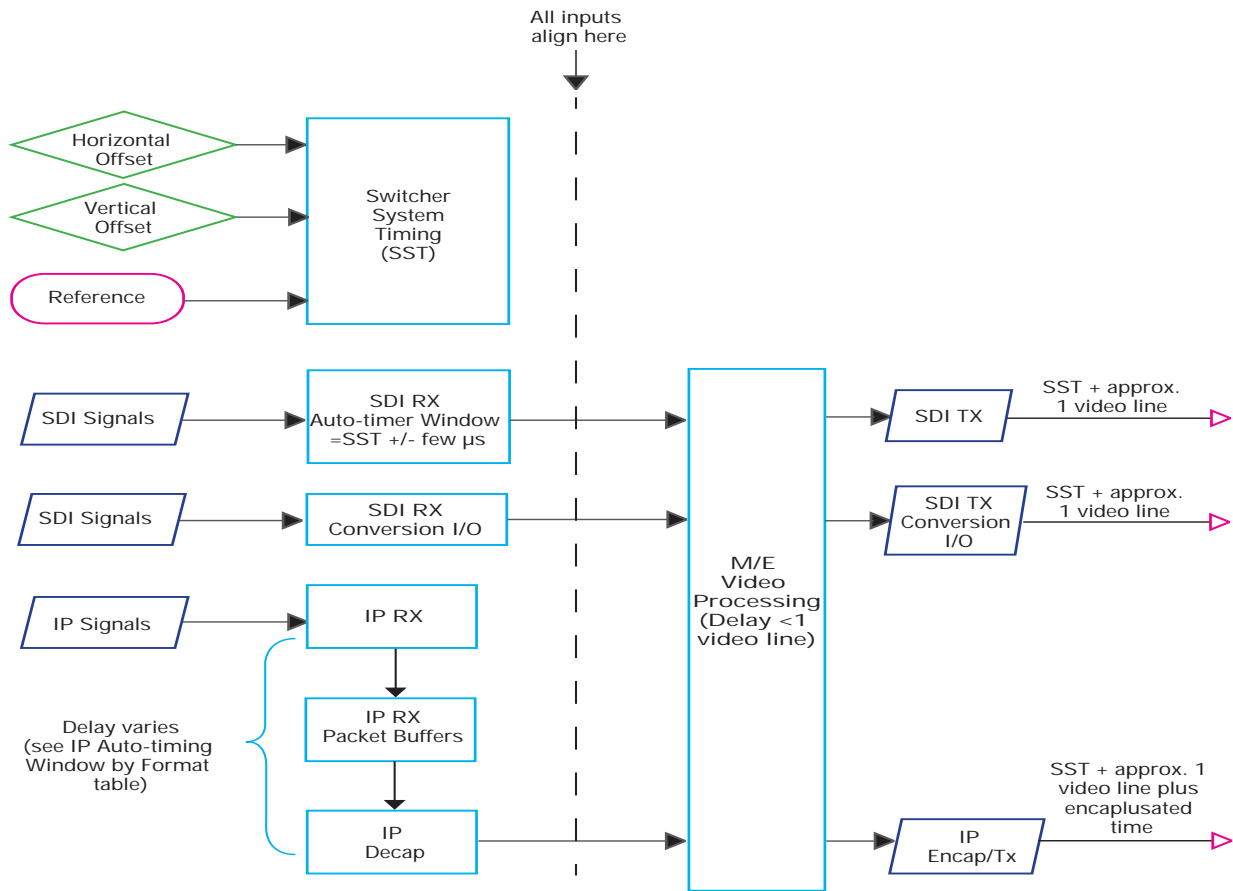 All inputs
align here
Horizontal
Offset
Vertical
Offset
Reference
Switcher
System
Timing
(SST)
SDI Signals
SDI RX
Auto-timer Window
=SST +/- few µs
SDI TX
SST + approx.
1 video line
SDI Signals
SDI RX
Conversion I/O
SDI TX
Conversion
I/O
SST + approx.
1 video line
M/E
Video
Processing
(Delay <1
video line)
IP Signals
IP RX
Delay varies
(see IP Auto-timing
Window by Format
table)
IP RX
Packet Buffers
IP
Decap
IP
Encap/Tx
SST + approx. 1
video line plus
encaplusated
time